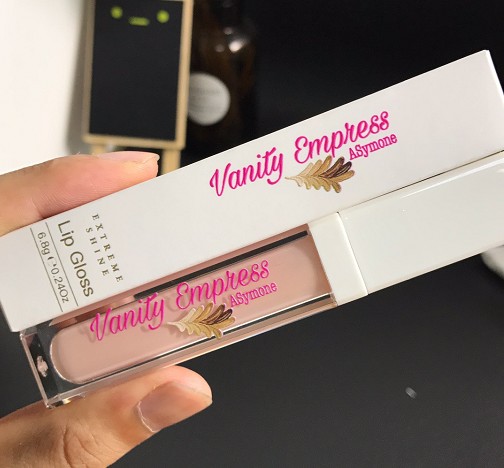 Vanity Empress
ASymone
EXTREME
SHINE
Lip Gloss
6.8g℮0.24Oz
Vanity Empress
ASymone